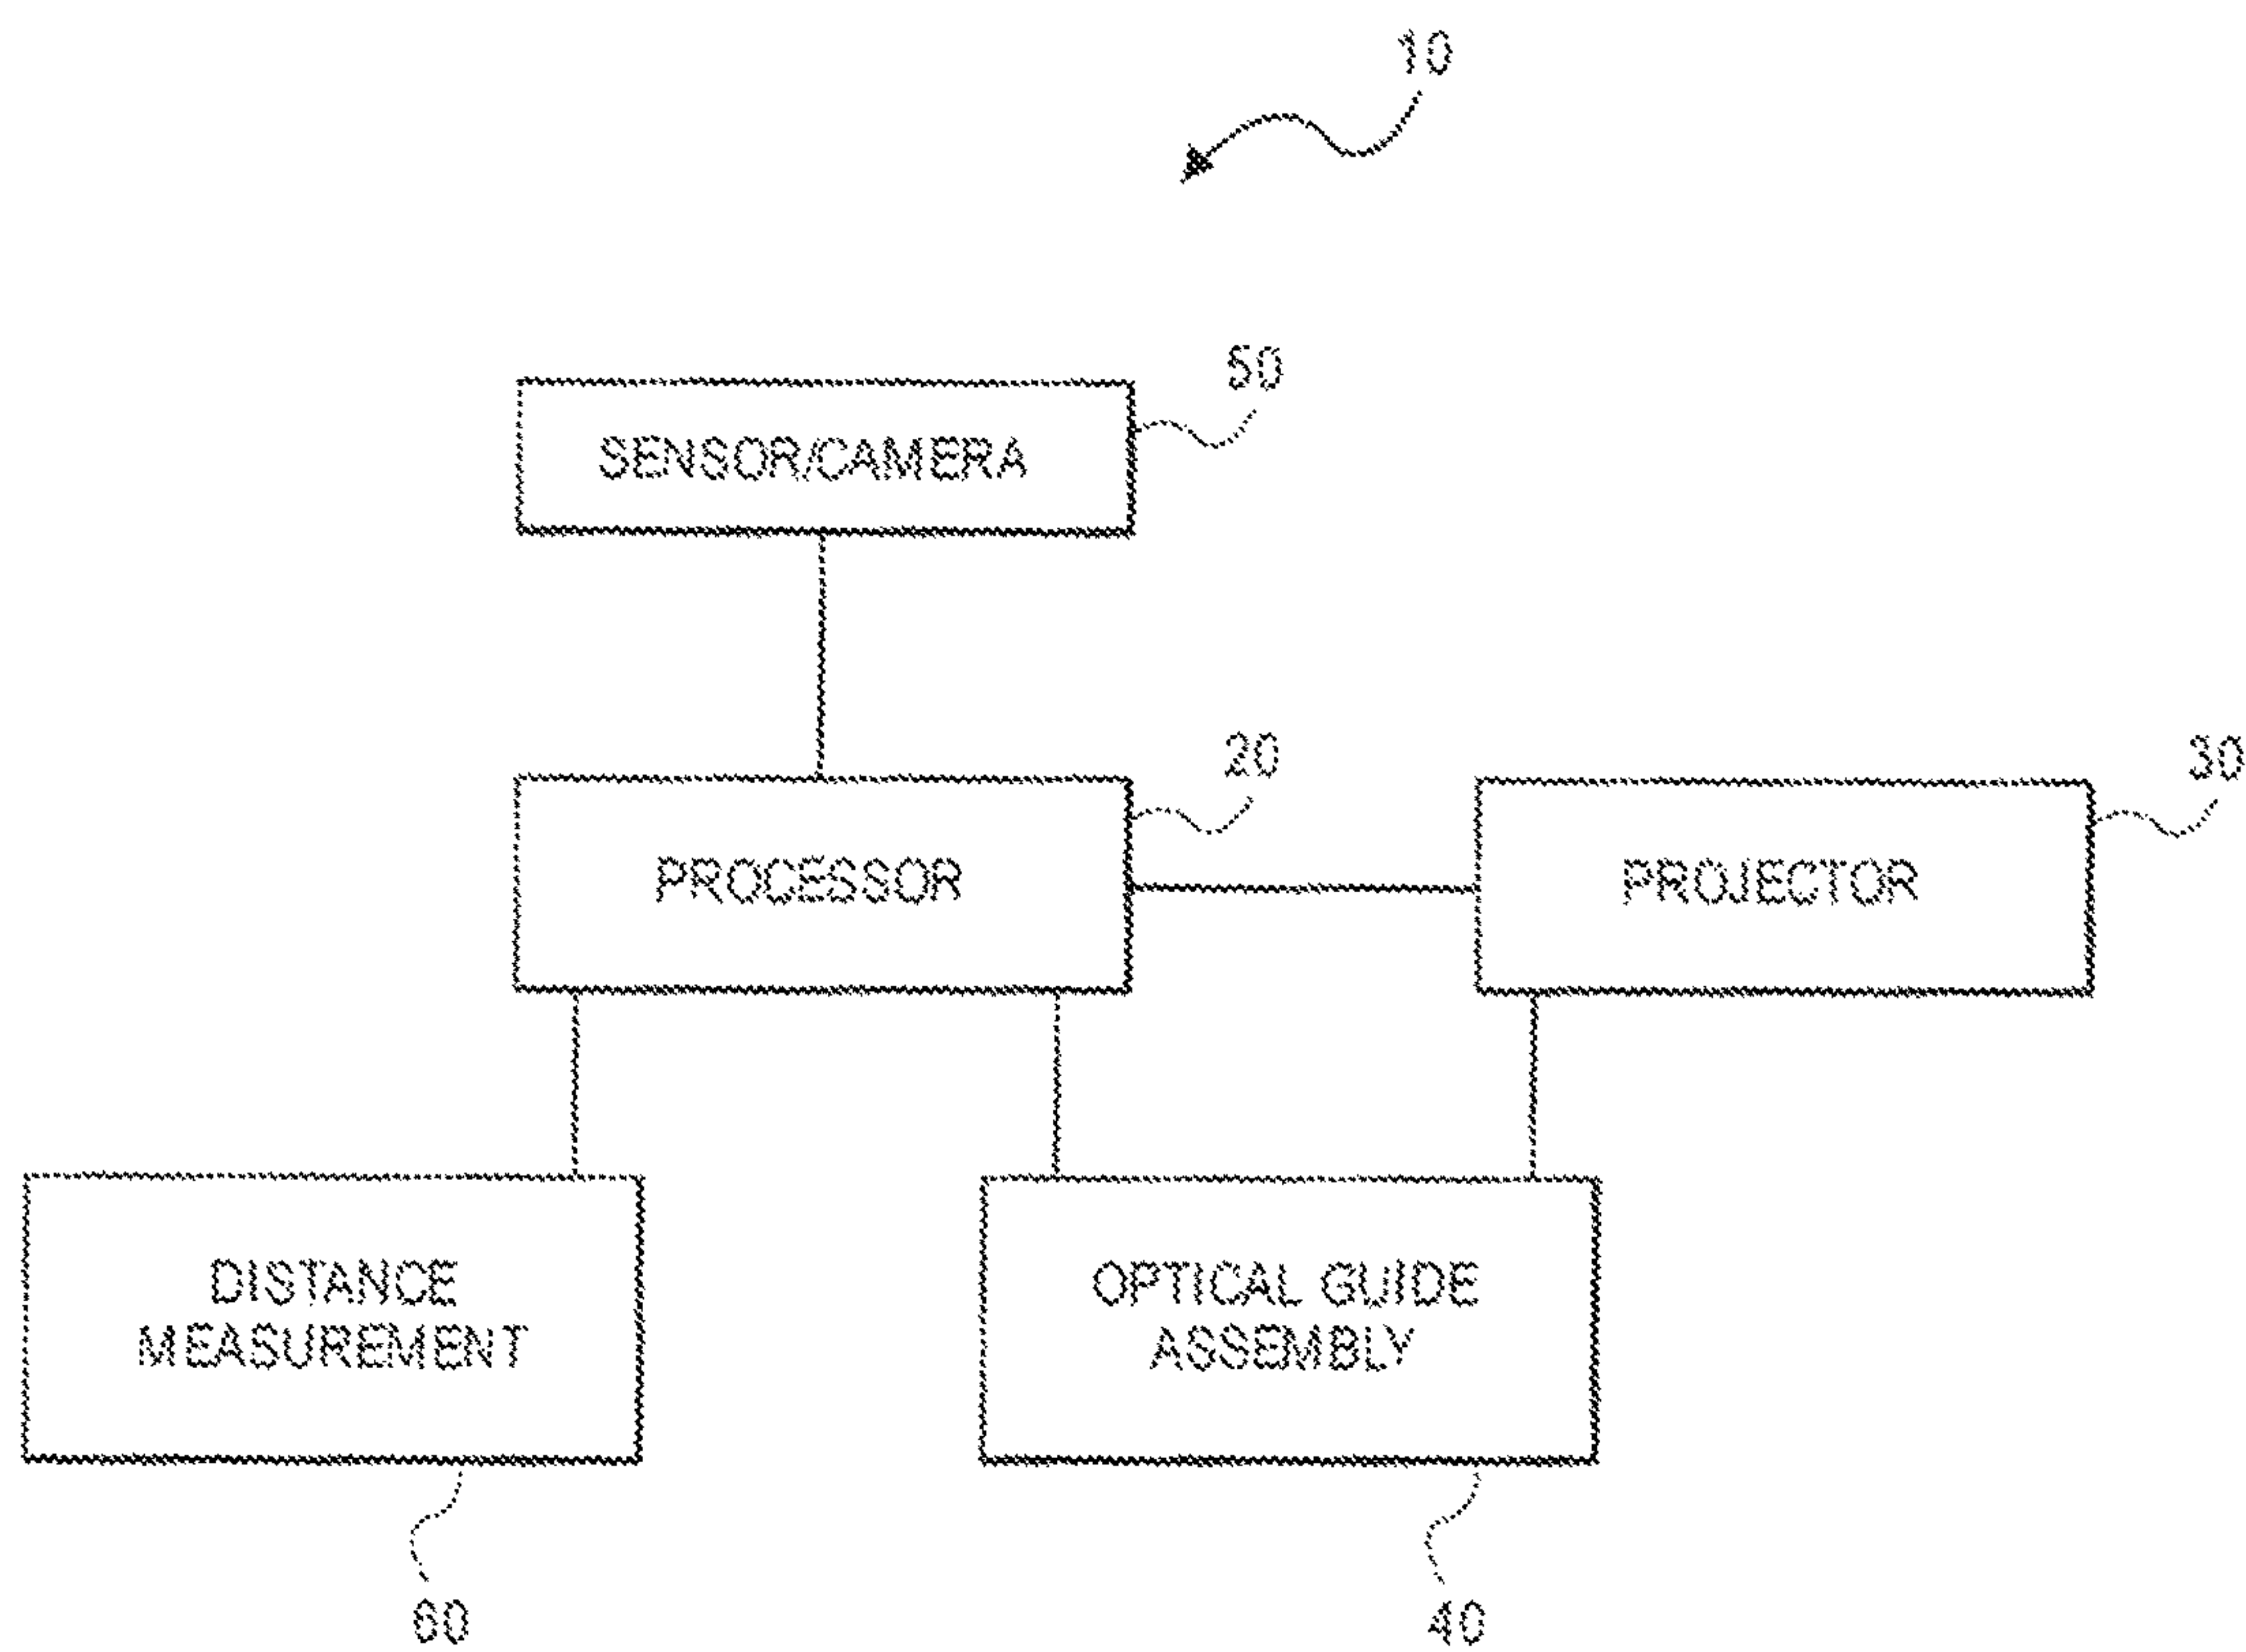 10
50
SENSOR/CAMERA
20
30
PROCESSOR
PROJECTOR
DISTANCE
MEASUREMENT
OPTICAL GUIDE
ASSEMBLY
60
40